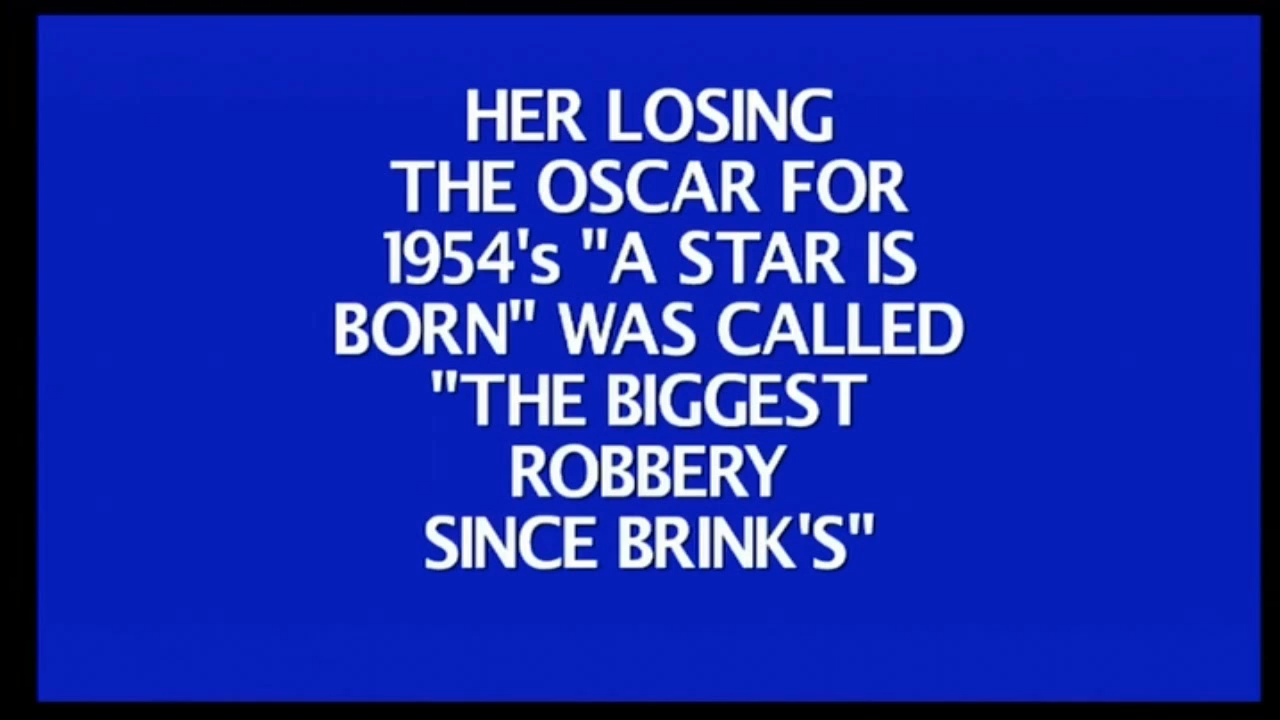 HER LOSING
THE OSCAR FOR
1954's "A STAR IS
BORN" WAS CALLED
"THE BIGGEST
ROBBERY
SINCE BRINK'S"